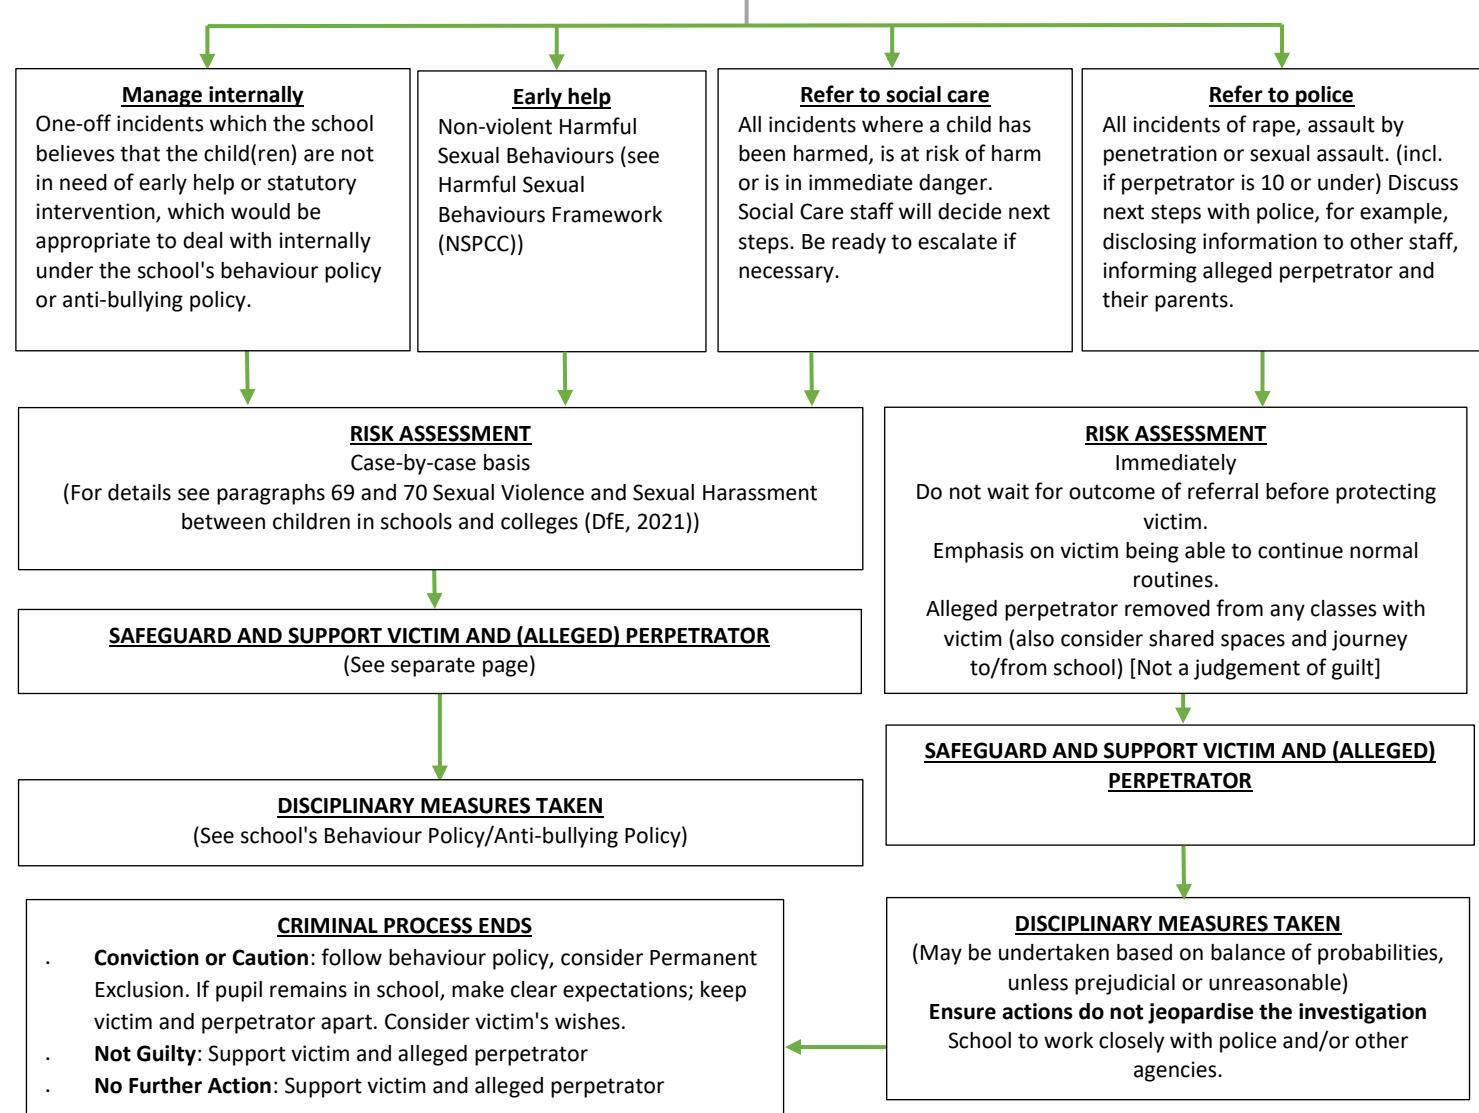 Manage internally
One-off incidents which the school
believes that the child(ren) are not
in need of early help or statutory
intervention, which would be
appropriate to deal with internally
under the school's behaviour policy
or anti-bullying policy.
Early help
Non-violent Harmful
Sexual Behaviours (see
Harmful Sexual
Behaviours Framework
(NSPCC))
Refer to social care
All incidents where a child has
been harmed, is at risk of harm
or is in immediate danger.
Social Care staff will decide next
steps. Be ready to escalate if
necessary.
Refer to police
All incidents of rape, assault by
penetration or sexual assault. (incl.
if perpetrator is 10 or under) Discuss
next steps with police, for example,
disclosing information to other staff,
informing alleged perpetrator and
their parents.
RISK ASSESSMENT
Case-by-case basis
(For details see paragraphs 69 and 70 Sexual Violence and Sexual Harassment
between children in schools and colleges (DfE, 2021))
RISK ASSESSMENT
Immediately
Do not wait for outcome of referral before protecting
victim.
Emphasis on victim being able to continue normal
routines.
Alleged perpetrator removed from any classes with
victim (also consider shared spaces and journey
to/from school) [Not a judgement of guilt]
SAFEGUARD AND SUPPORT VICTIM AND (ALLEGED) PERPETRATOR
(See separate page)
SAFEGUARD AND SUPPORT VICTIM AND (ALLEGED)
PERPETRATOR
DISCIPLINARY MEASURES TAKEN
(See school's Behaviour Policy/Anti-bullying Policy)
DISCIPLINARY MEASURES TAKEN
(May be undertaken based on balance of probabilities,
unless prejudicial or unreasonable)
Ensure actions do not jeopardise the investigation
School to work closely with police and/or other
agencies.
CRIMINAL PROCESS ENDS
. Conviction or Caution: follow behaviour policy, consider Permanent
Exclusion. If pupil remains in school, make clear expectations; keep
victim and perpetrator apart. Consider victim's wishes.
. Not Guilty: Support victim and alleged perpetrator
. No Further Action: Support victim and alleged perpetrator